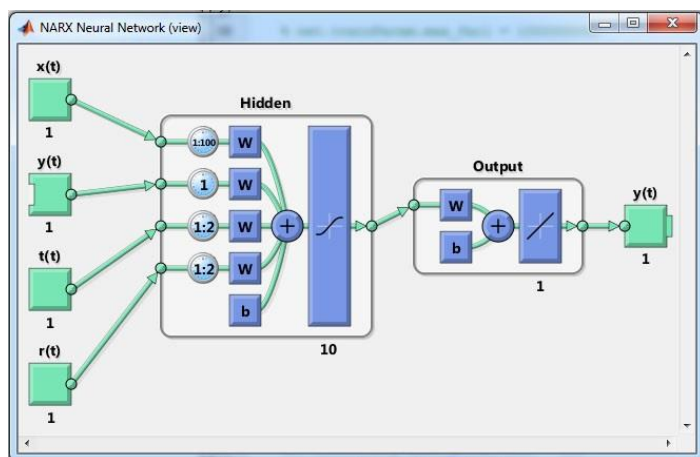 NARX Neural Network (view)
x(t)
1
y(t)
1
t(t)
1
r(t)
1
Hidden
1:100 W
1 W
1:2 W
1:2 W
b
10
Output
W
b
1
y(t)
1